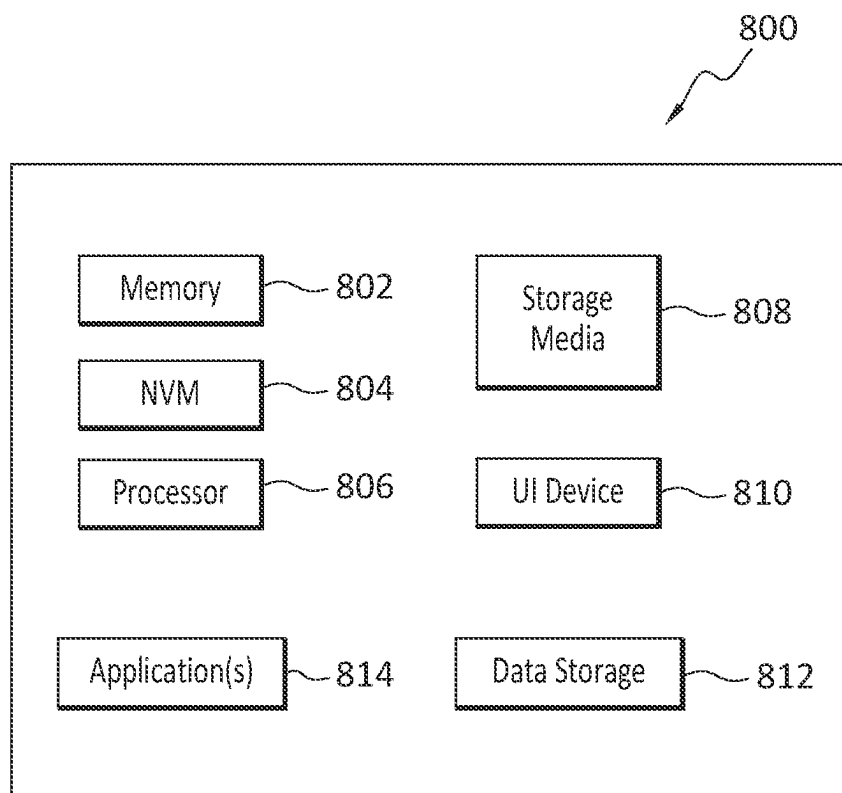 800
Memory 802
Storage
Media 808
NVM 804
Processor 806
UI Device 810
Application(s) 814
Data Storage 812